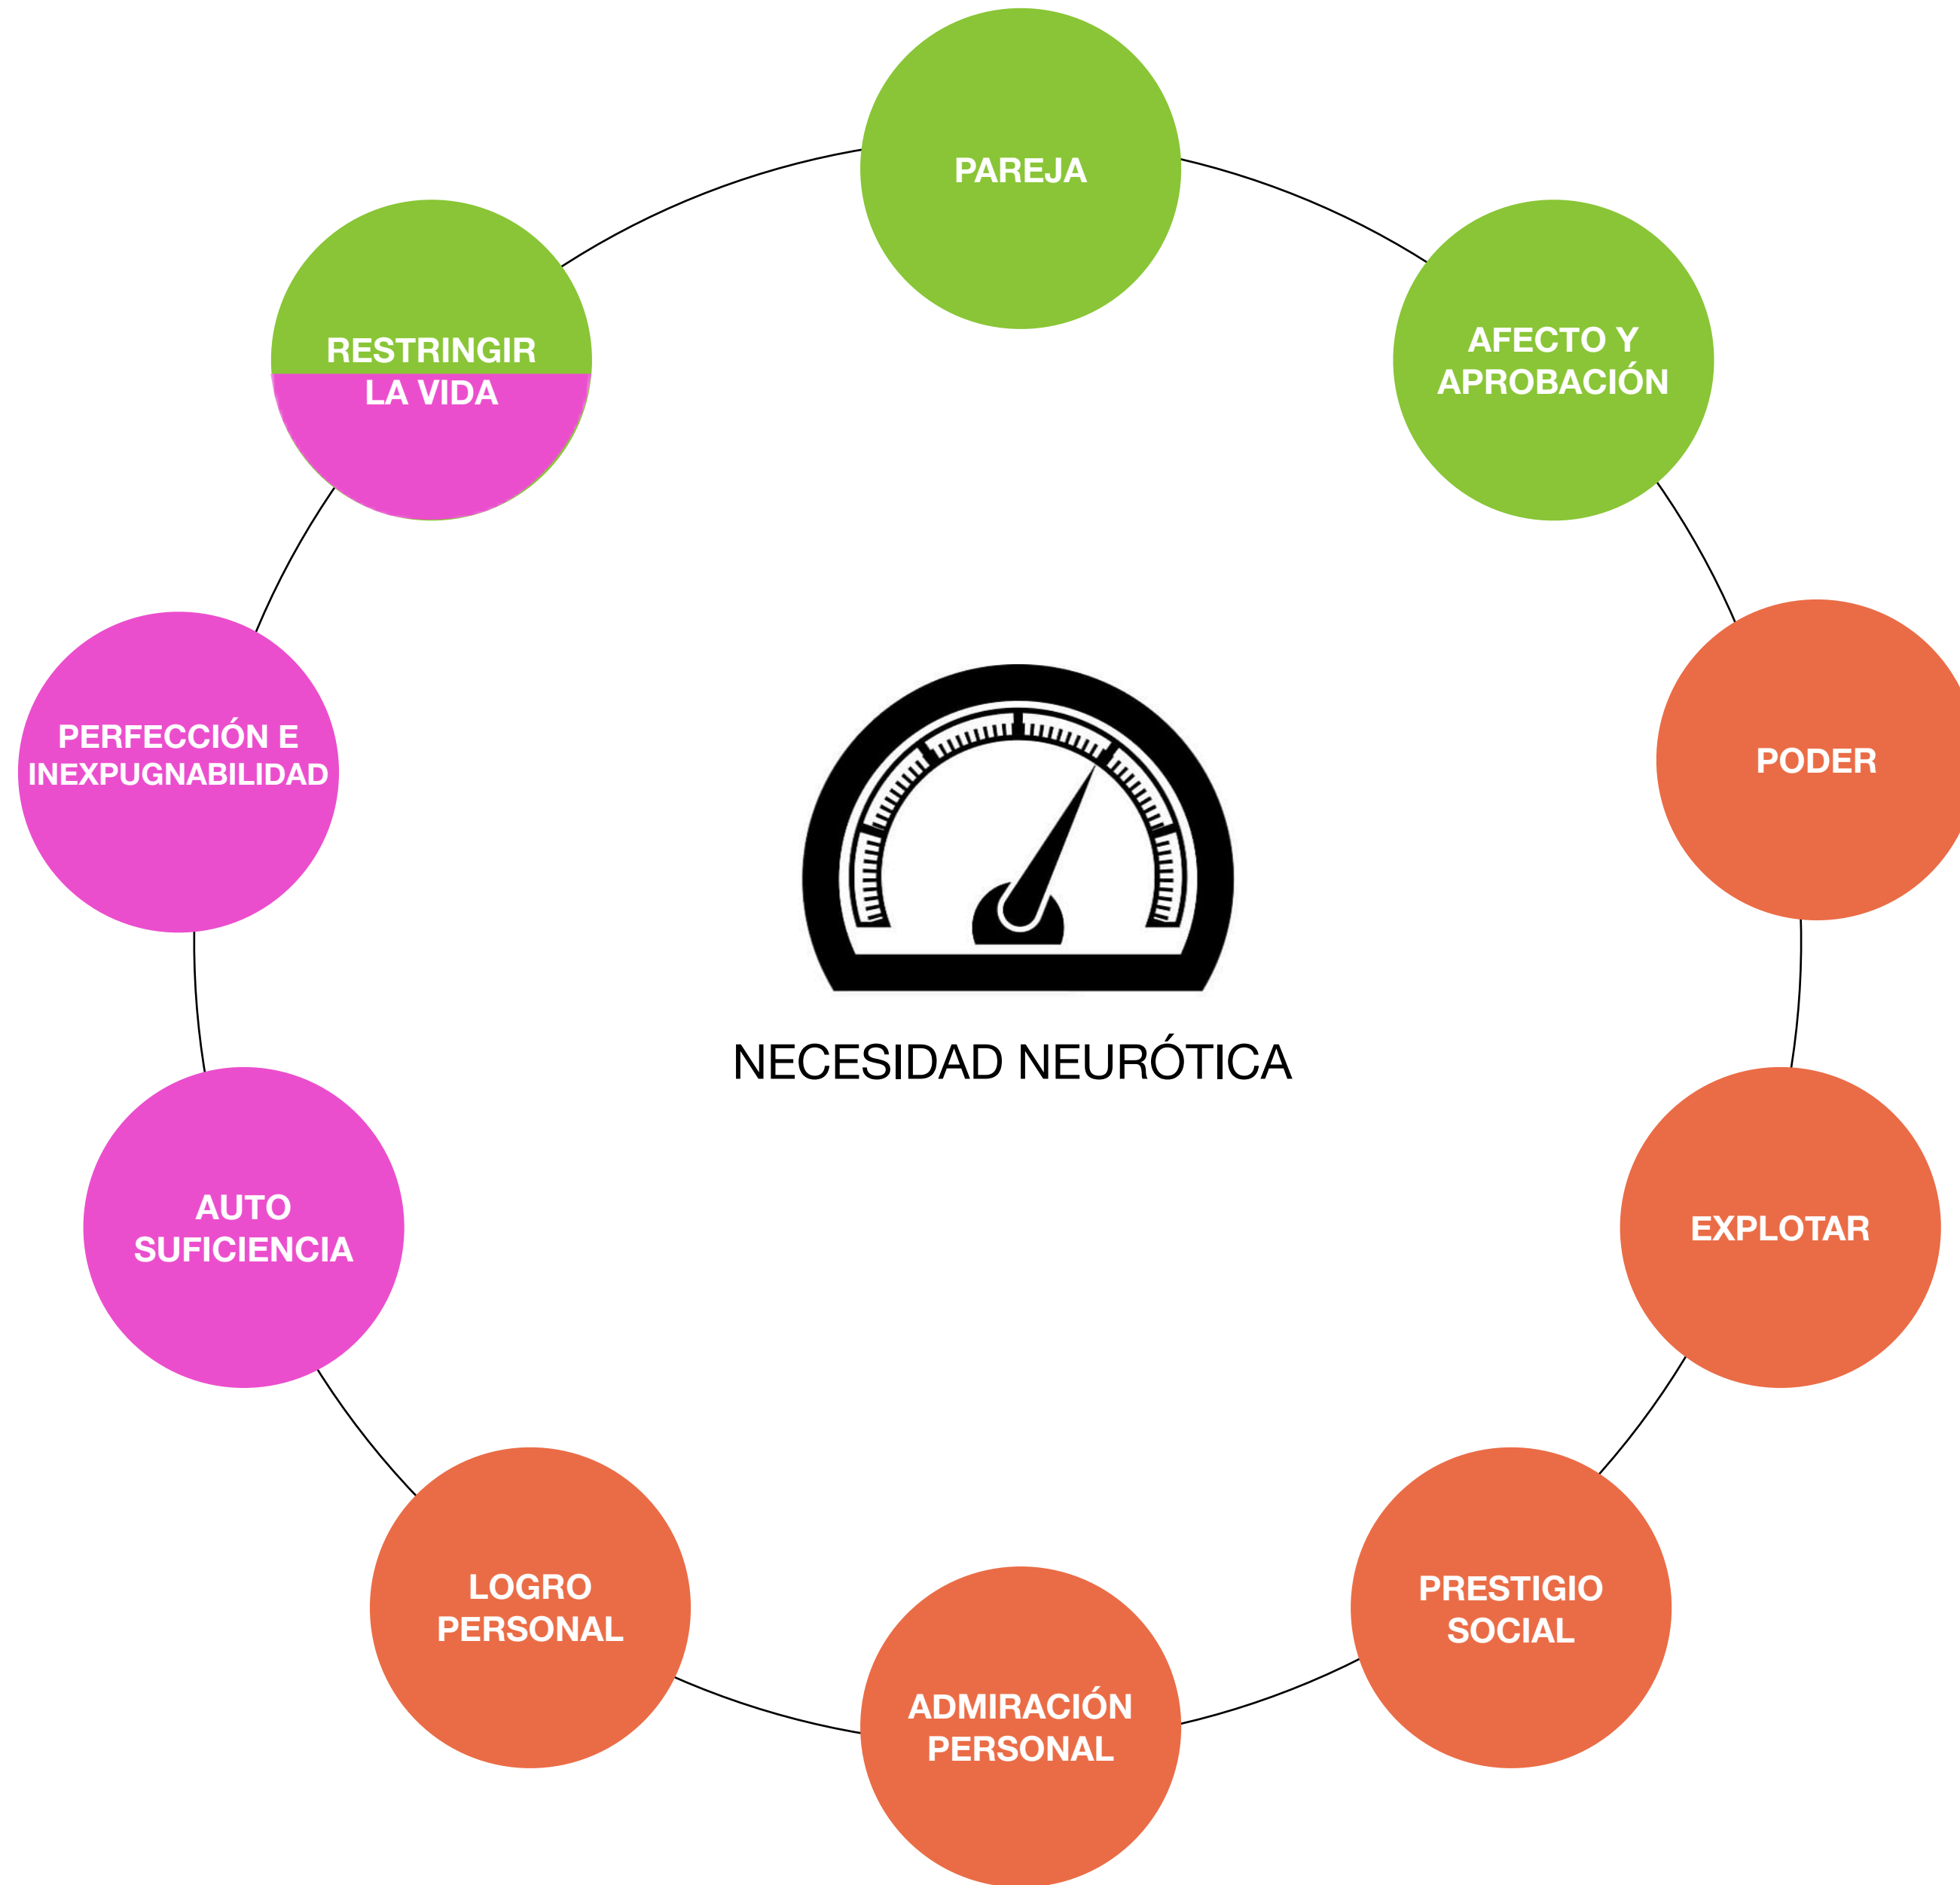 PAREJA
AFECTO Y
APROBACIÓN
PODER
EXPLOTAR
PRESTIGIO
SOCIAL
ADMIRACIÓN
PERSONAL
LOGRO
PERSONAL
AUTO
SUFICIENCIA
PERFECCIÓN E
INEXPUGNABILIDAD
RESTRINGIR
LA VIDA
NECESIDAD NEURÓTICA